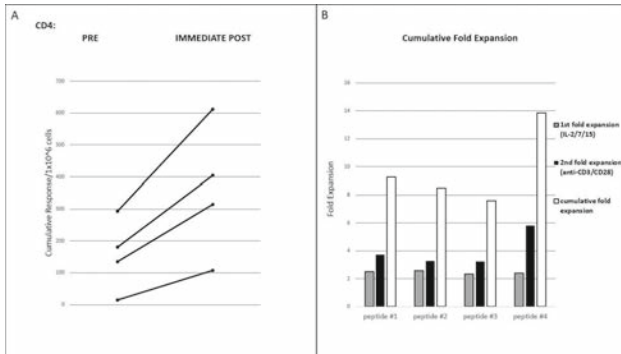 A
CD4:
PRE
IMMEDIATE POST
Cumulative Response/1x10^6 cells
700
600
500
400
300
200
100
0
B
Cumulative Fold Expansion
Fold Expansion
16
14
12
10
8
6
4
2
0
peptide #1
peptide #2
peptide #3
peptide #4
1st fold expansion
(IL-2/7/15)
2nd fold expansion
(anti-CD3/CD28)
cumulative fold
expansion